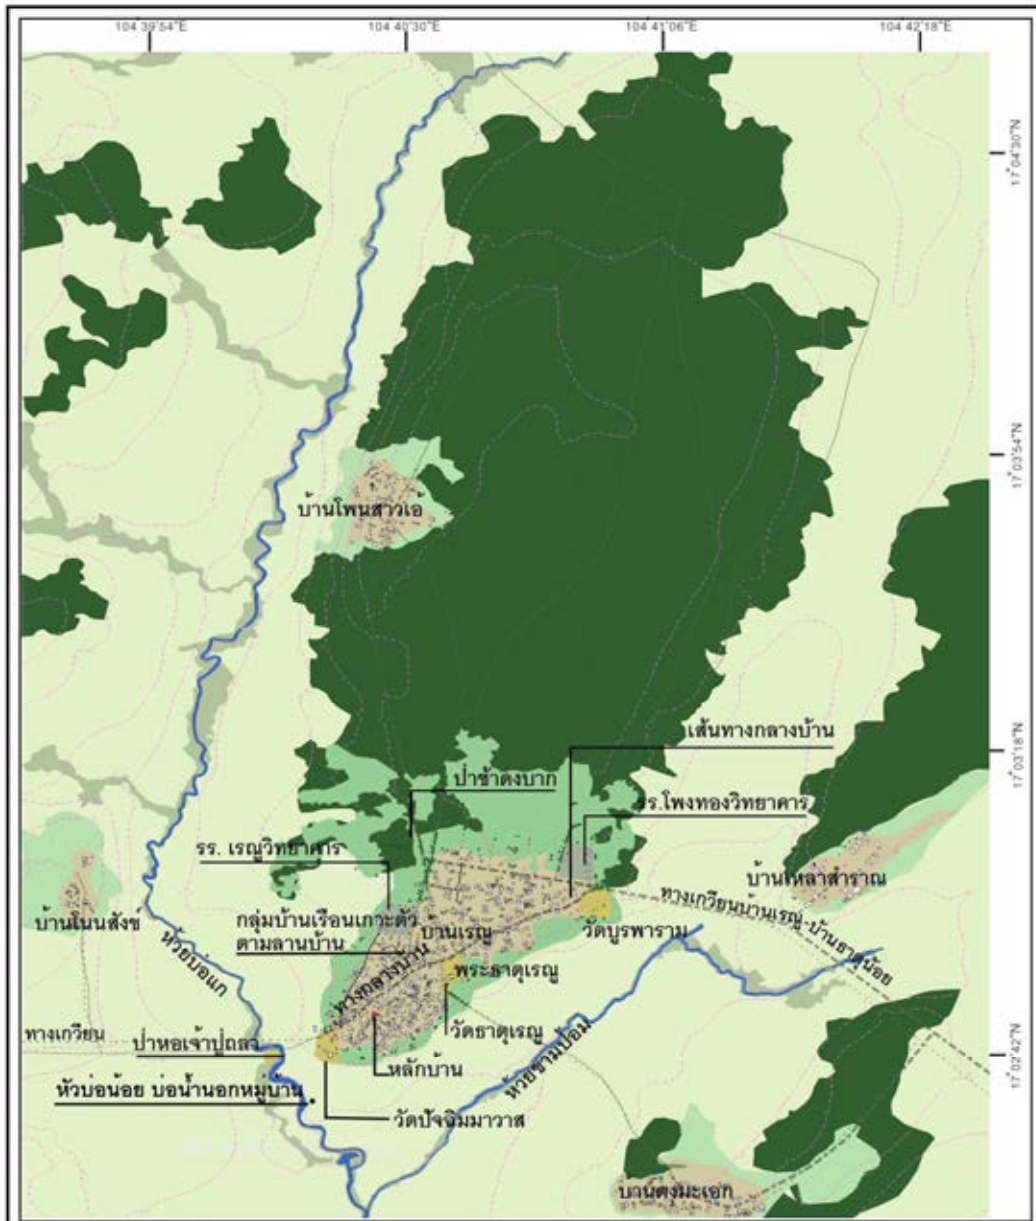 104 39'54"E
104 40'30"E
104 41'06"E
104 42'18"E
17°04'30"N
17°03'54"N
บ้านโพนสาวเอ้
เส้นทางกลางบ้าน
17°03'18"N
ป่าช้าดงบาก
รร.โพงทองวิทยาคาร
รร. เรณูวิทยาคาร
บ้านเหล่าสำราญ
บ้านโนนสังข์
กลุ่มบ้านเรือนเกาะตัว
ตามลานบ้าน
บ้านเรณู
ทางเกวียนบ้านเรณู-บ้านธาตุน้อย
วัดบูรพาราม
ห้วยบ่อแก
ทางกลางบ้าน
พระธาตุเรณู
ทางเกวียน
วัดธาตุเรณู
ป่าหอเจ้าปู่ถลา
หลักบ้าน
ห้วยขามป้อม
17°02'42"N
หัวบ่อน้อย บ่อน้ำนอกหมู่บ้าน
วัดปัจฉิมมาวาส
บ้านดงมะเอก